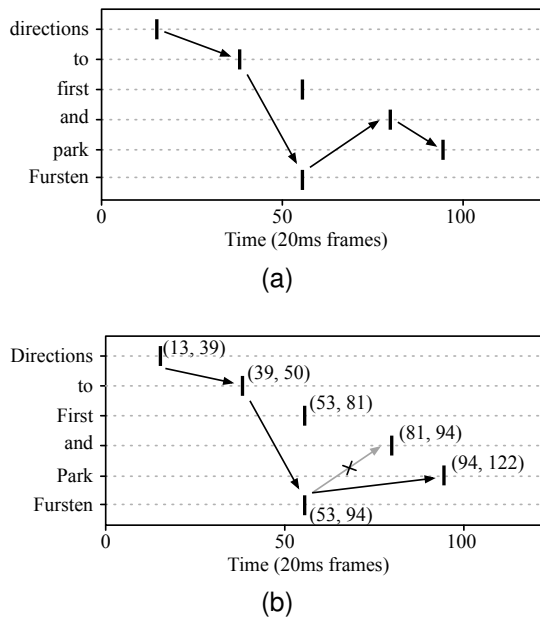 directions
to
first
and
park
Fursten
0 50 100
Time (20ms frames)
(a)
Directions (13, 39)
to (39, 50)
First (53, 81)
and (81, 94)
Park (94, 122)
Fursten (53, 94)
0 50 100
Time (20ms frames)
(b)